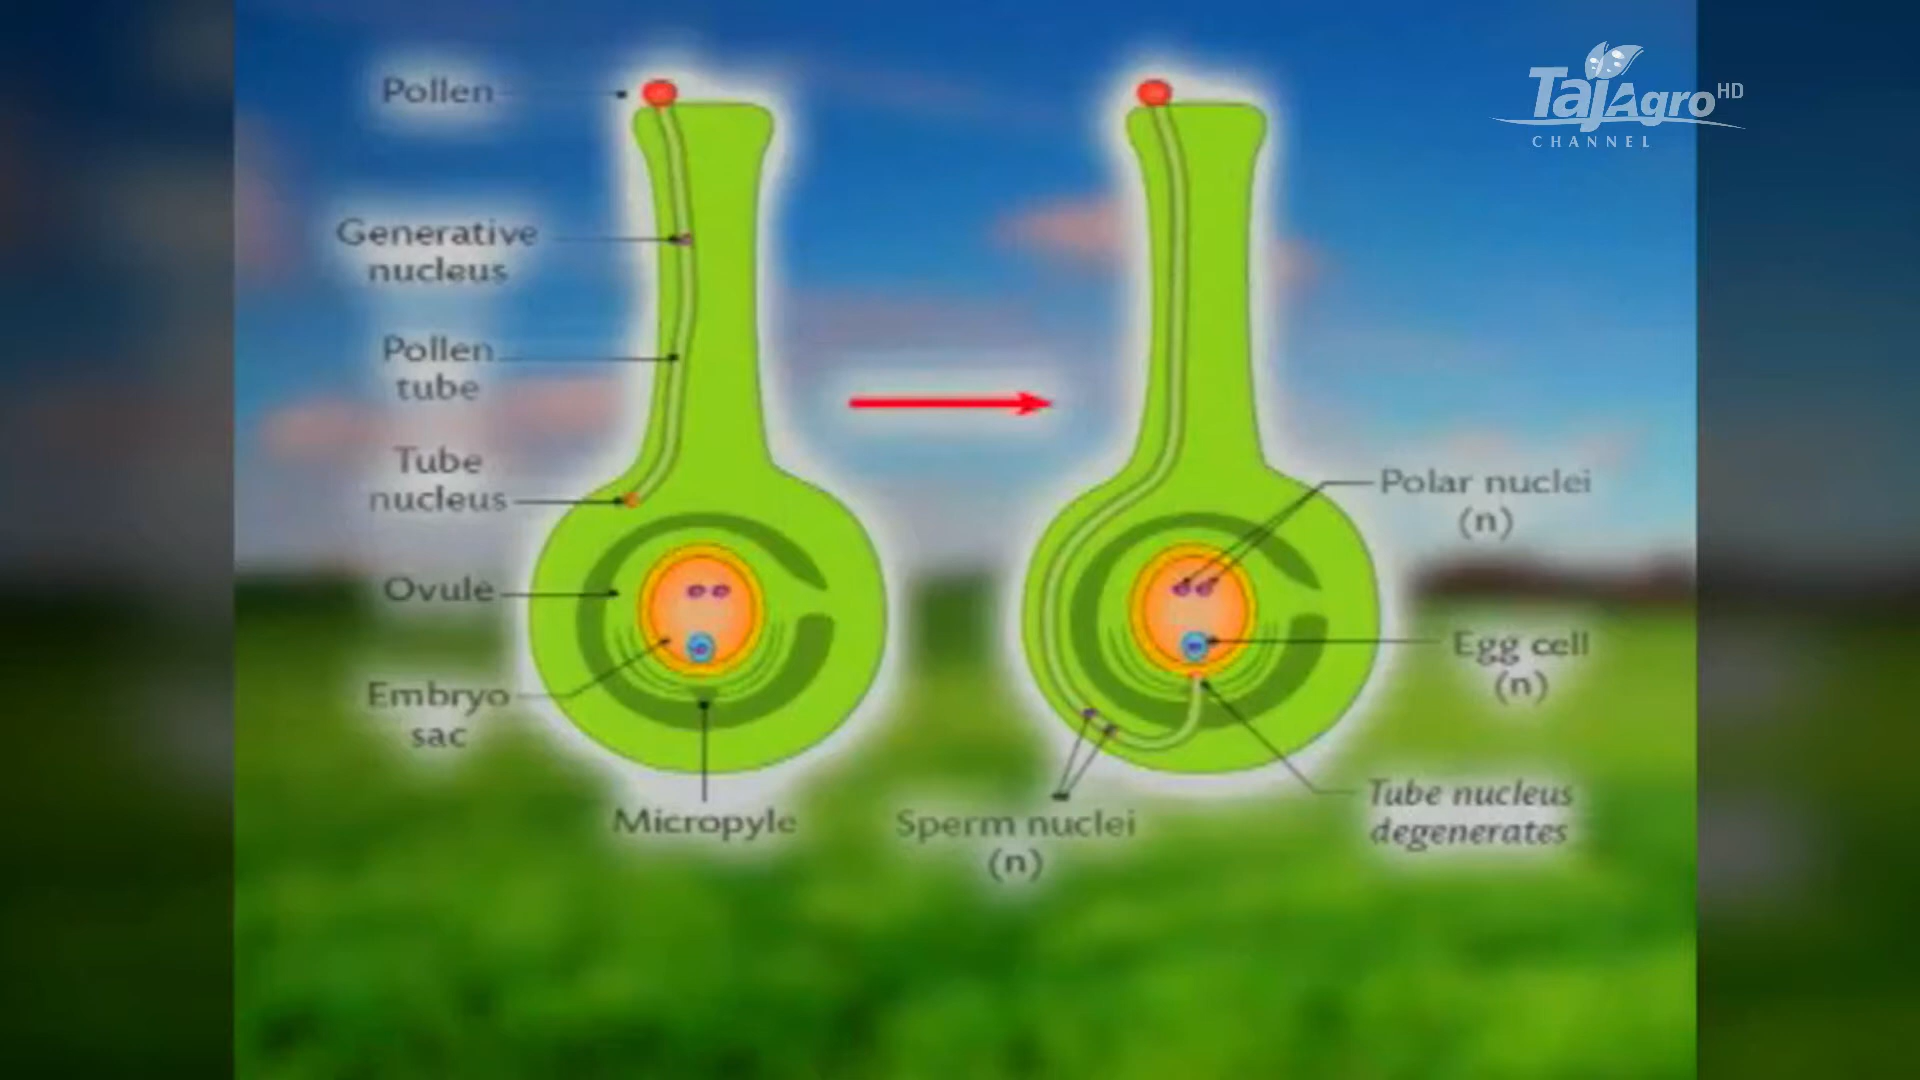 TajAgro HD
CHANNEL
Pollen
Generative
nucleus
Pollen
tube
Tube
nucleus
Ovule
Embryo
sac
Micropyle
Polar nuclei
(n)
Egg cell
(n)
Tube nucleus
degenerates
Sperm nuclei
(n)